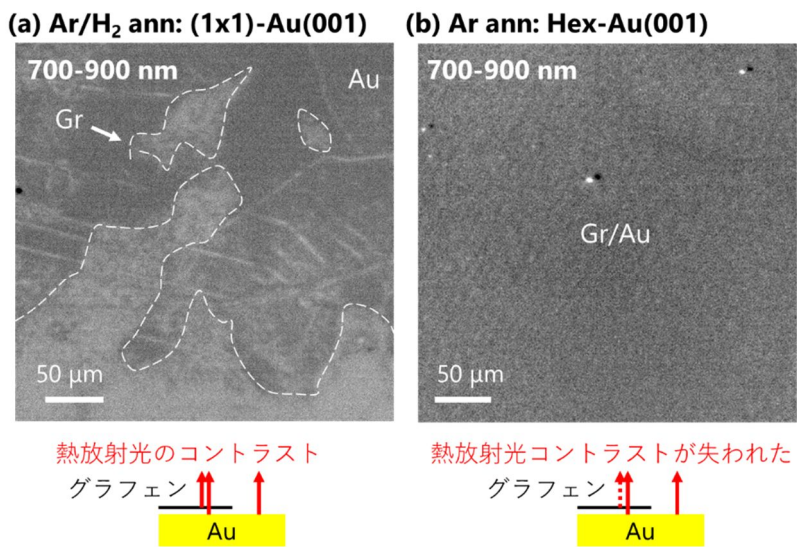 (a) Ar/H₂ ann: (1x1)-Au(001)
700-900 nm
Au
Gr
50 μm
熱放射光のコントラスト
グラフェン
Au
(b) Ar ann: Hex-Au(001)
700-900 nm
Gr/Au
50 μm
熱放射光コントラストが失われた
グラフェン
Au